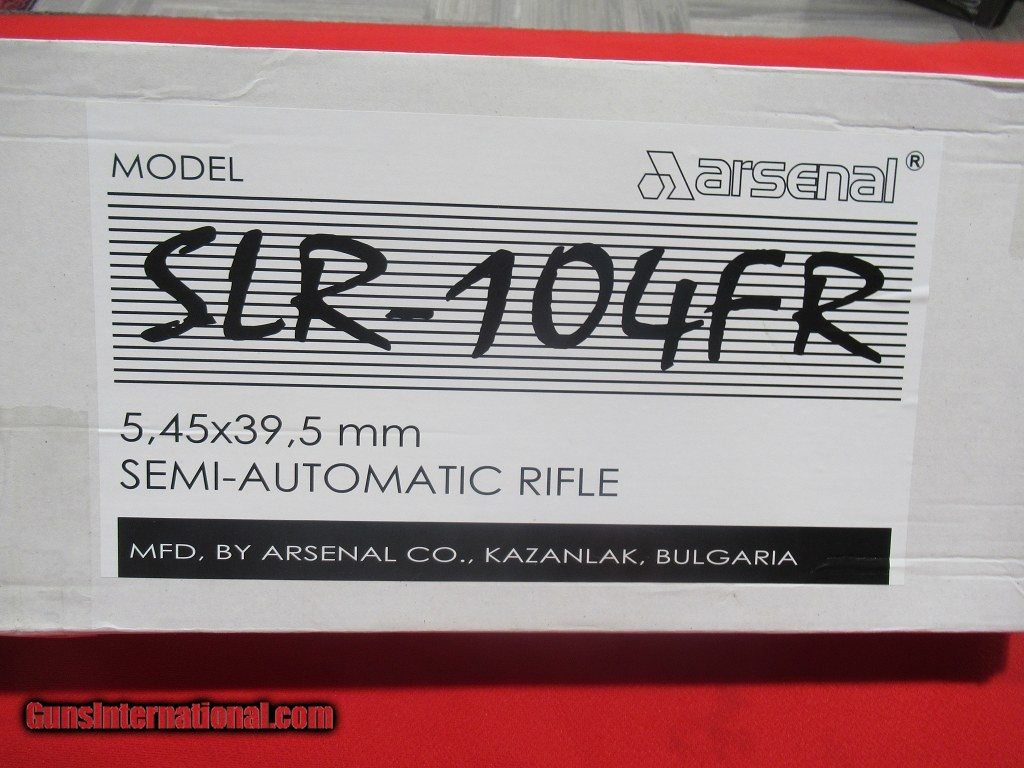 MODEL
arsenal®
SLR-104FR
5,45x39,5 mm
SEMI-AUTOMATIC RIFLE
MFD, BY ARSENAL CO., KAZANLAK, BULGARIA
GunsInternational.com